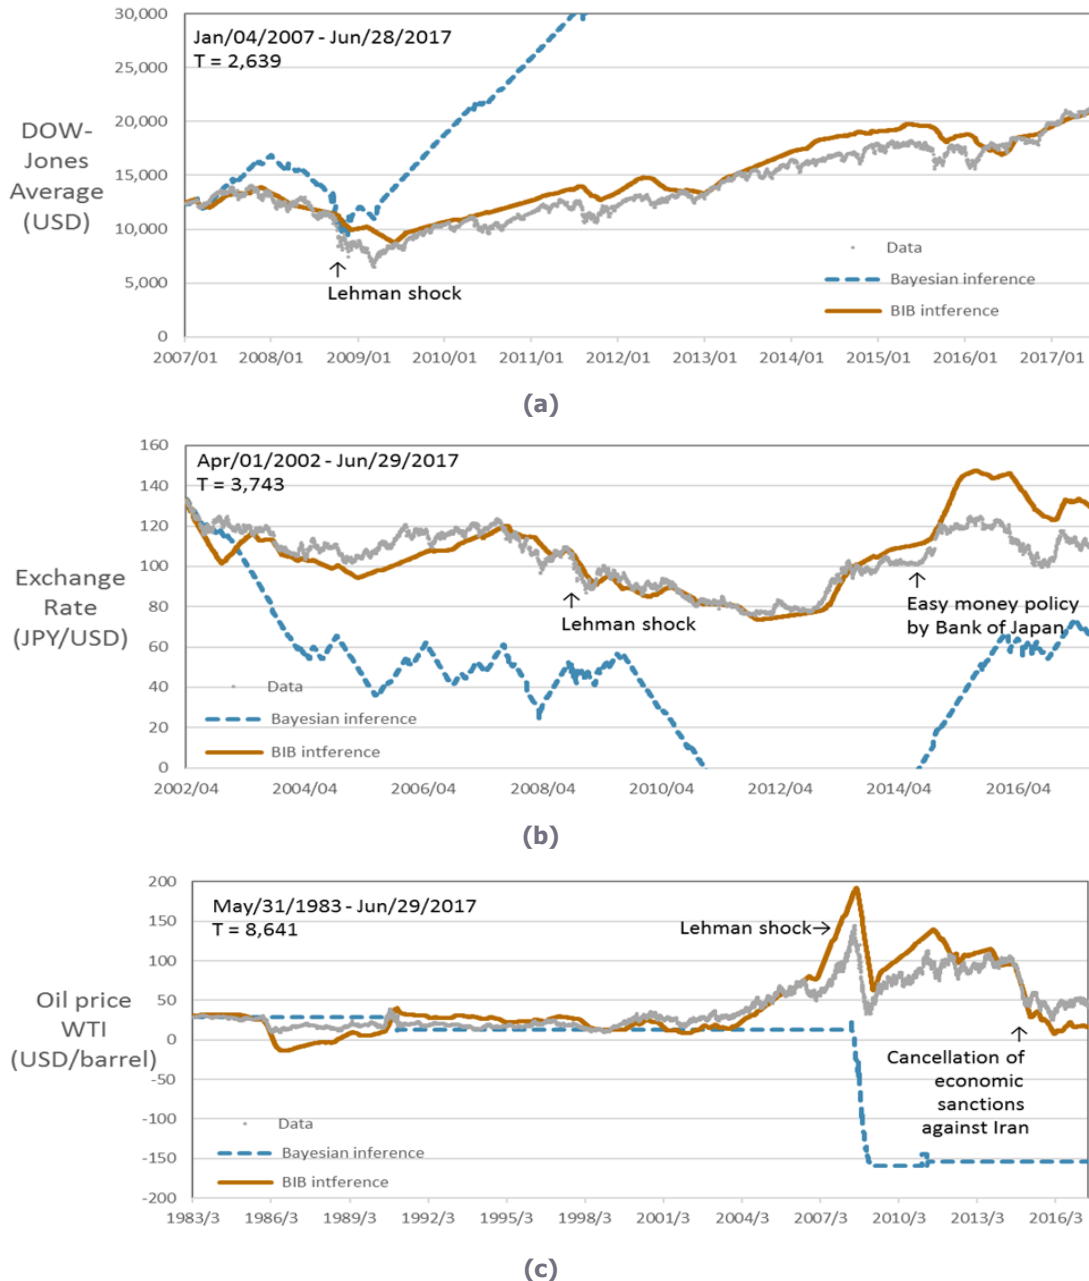 30,000
25,000
20,000
15,000
10,000
5,000
0
DOW-
Jones
Average
(USD)
Jan/04/2007 - Jun/28/2017
T = 2,639
Lehman shock
Data
Bayesian inference
BIB intference
2007/01 2008/01 2009/01 2010/01 2011/01 2012/01 2013/01 2014/01 2015/01 2016/01 2017/01
(a)
160
140
120
100
80
60
40
20
0
Exchange
Rate
(JPY/USD)
Apr/01/2002 - Jun/29/2017
T = 3,743
Lehman shock
Easy money policy
by Bank of Japan
Data
Bayesian inference
BIB intference
2002/04 2004/04 2006/04 2008/04 2010/04 2012/04 2014/04 2016/04
(b)
200
150
100
50
0
-50
-100
-150
-200
Oil price
WTI
(USD/barrel)
May/31/1983 - Jun/29/2017
T = 8,641
Lehman shock
Cancellation of
economic
sanctions
against Iran
Data
Bayesian inference
BIB intference
1983/3 1986/3 1989/3 1992/3 1995/3 1998/3 2001/3 2004/3 2007/3 2010/3 2013/3 2016/3
(c)